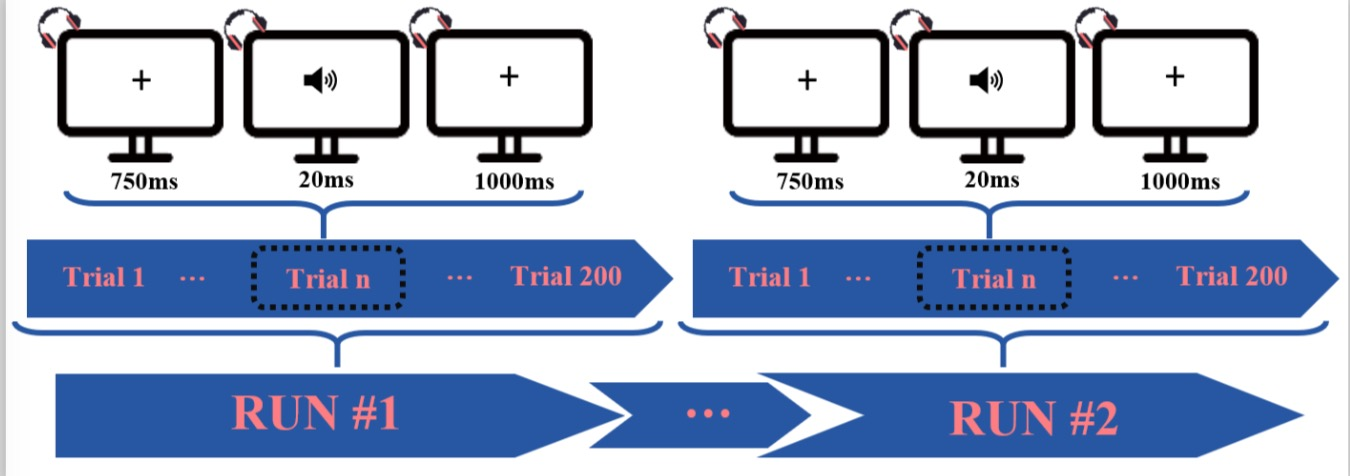 + + + +
750ms 20ms 1000ms 750ms 20ms 1000ms
Trial 1 ... Trial n ... Trial 200 Trial 1 ... Trial n ... Trial 200
RUN #1 ... RUN #2